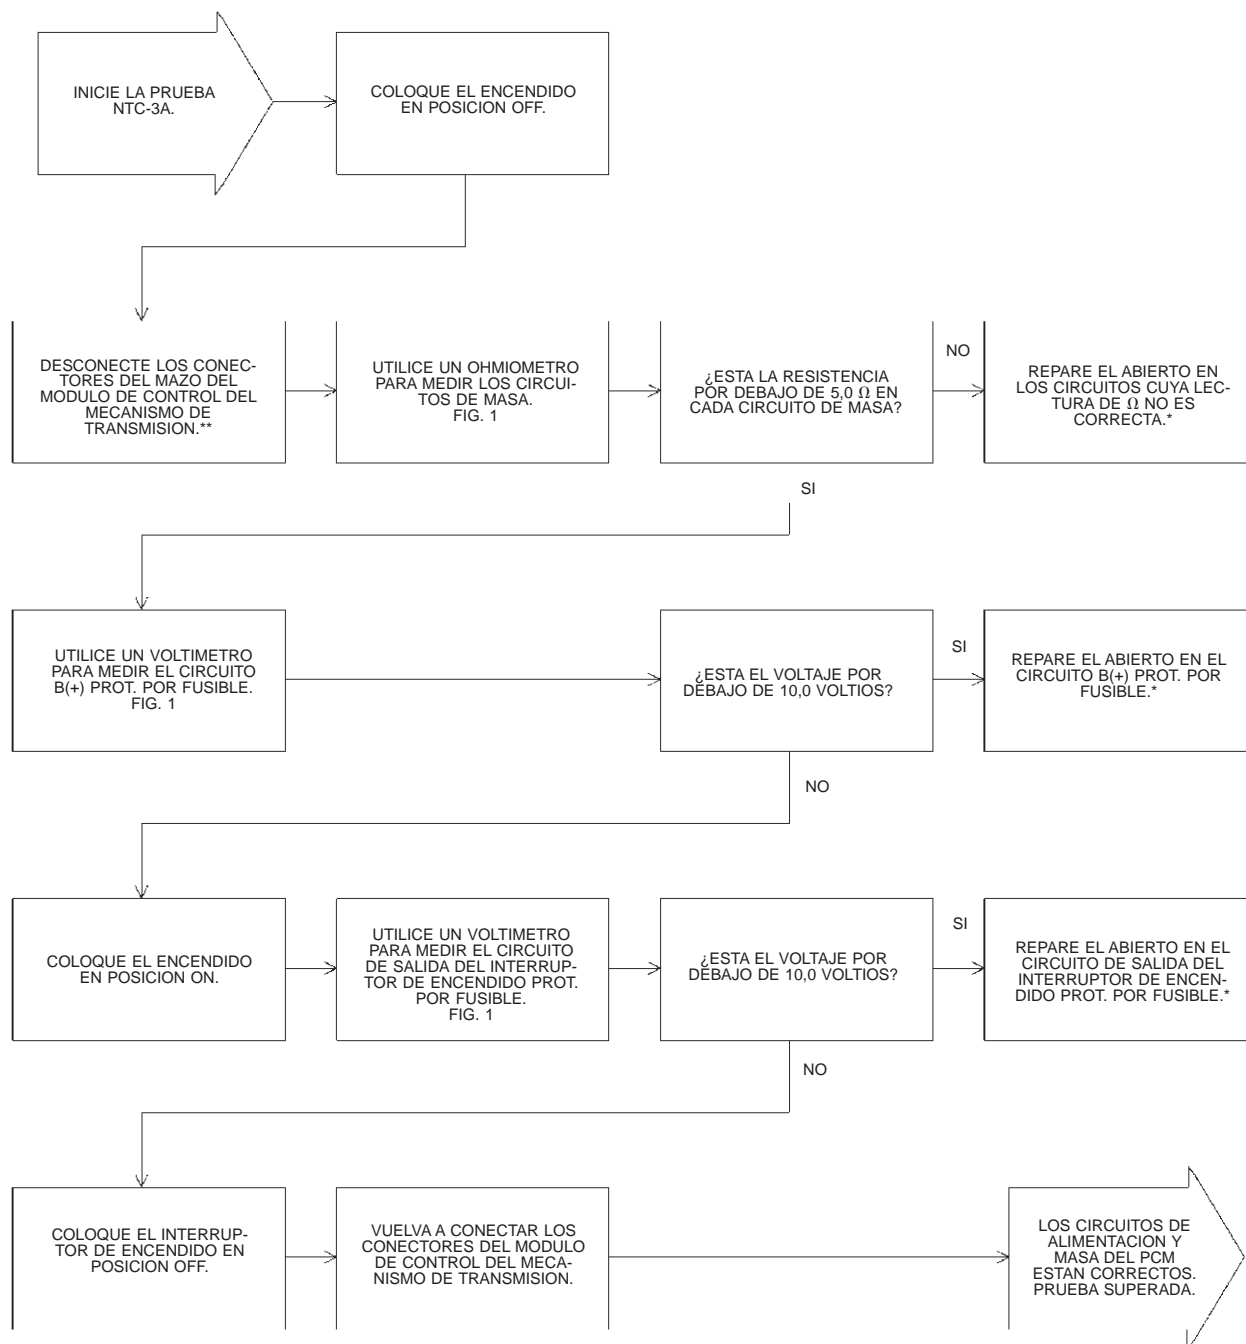 INICIE LA PRUEBA
NTC-3A.
COLOQUE EL ENCENDIDO
EN POSICION OFF.
DESCONECTE LOS CONEC-
TORES DEL MAZO DEL
MODULO DE CONTROL DEL
MECANISMO DE
TRANSMISION.**
UTILICE UN OHMIOMETRO
PARA MEDIR LOS CIRCUI-
TOS DE MASA.
FIG. 1
¿ESTA LA RESISTENCIA
POR DEBAJO DE 5,0 Ω EN
CADA CIRCUITO DE MASA?
NO
REPARE EL ABIERTO EN
LOS CIRCUITOS CUYA LEC-
TURA DE Ω NO ES
CORRECTA.*
SI
UTILICE UN VOLTIMETRO
PARA MEDIR EL CIRCUITO
B(+) PROT. POR FUSIBLE.
FIG. 1
¿ESTA EL VOLTAJE POR
DEBAJO DE 10,0 VOLTIOS?
SI
REPARE EL ABIERTO EN EL
CIRCUITO B(+) PROT. POR
FUSIBLE.*
NO
COLOQUE EL ENCENDIDO
EN POSICION ON.
UTILICE UN VOLTIMETRO
PARA MEDIR EL CIRCUITO
DE SALIDA DEL INTERRUP-
TOR DE ENCENDIDO PROT.
POR FUSIBLE.
FIG. 1
¿ESTA EL VOLTAJE POR
DEBAJO DE 10,0 VOLTIOS?
SI
REPARE EL ABIERTO EN EL
CIRCUITO DE SALIDA DEL
INTERRUPTOR DE ENCEN-
DIDO PROT. POR FUSIBLE.*
NO
COLOQUE EL INTERRUP-
TOR DE ENCENDIDO EN
POSICION OFF.
VUELVA A CONECTAR LOS
CONECTORES DEL MODULO
DE CONTROL DEL MECA-
NISMO DE TRANSMISION.
LOS CIRCUITOS DE
ALIMENTACION Y
MASA DEL PCM
ESTAN CORRECTOS.
PRUEBA SUPERADA.